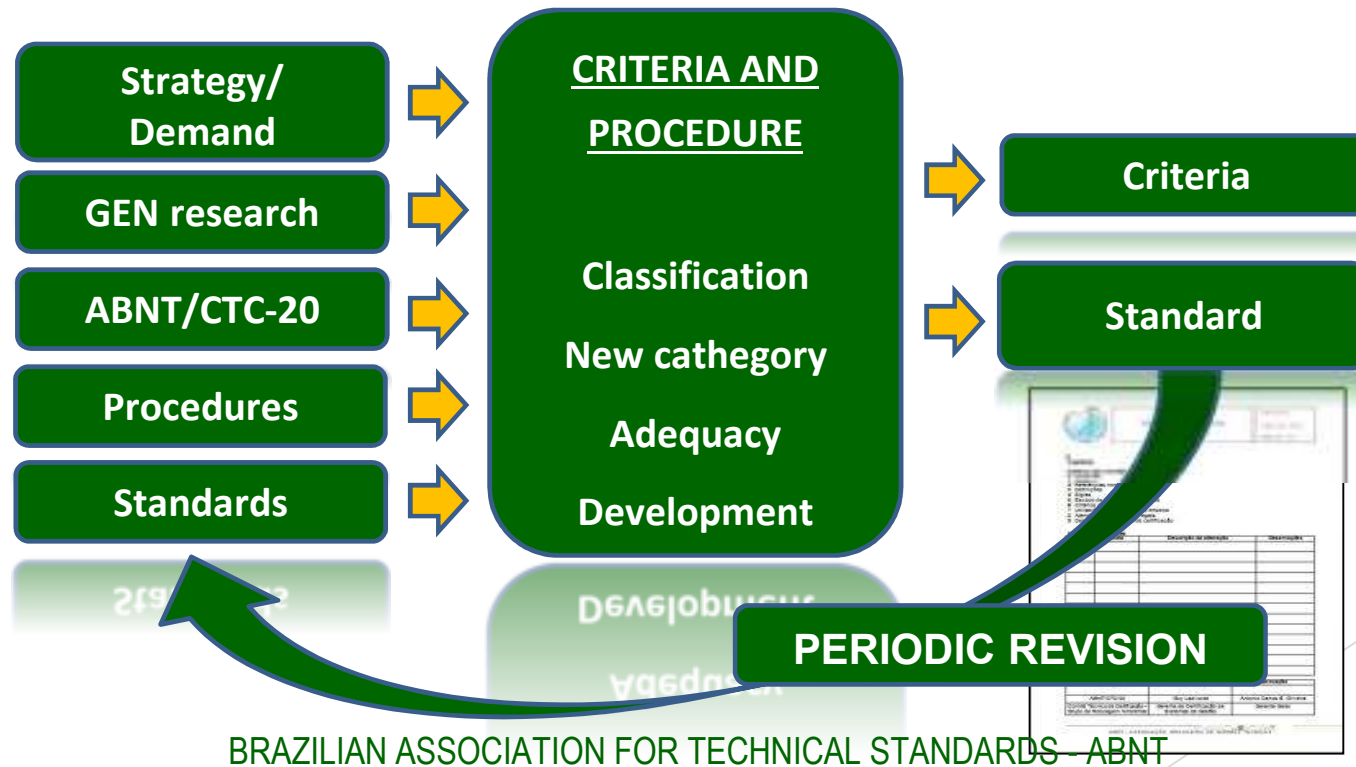 Strategy/
Demand
GEN research
ABNT/CTC-20
Procedures
Standards
CRITERIA AND
PROCEDURE
Classification
New cathegory
Adequacy
Development
Criteria
Standard
PERIODIC REVISION
BRAZILIAN ASSOCIATION FOR TECHNICAL STANDARDS - ABNT